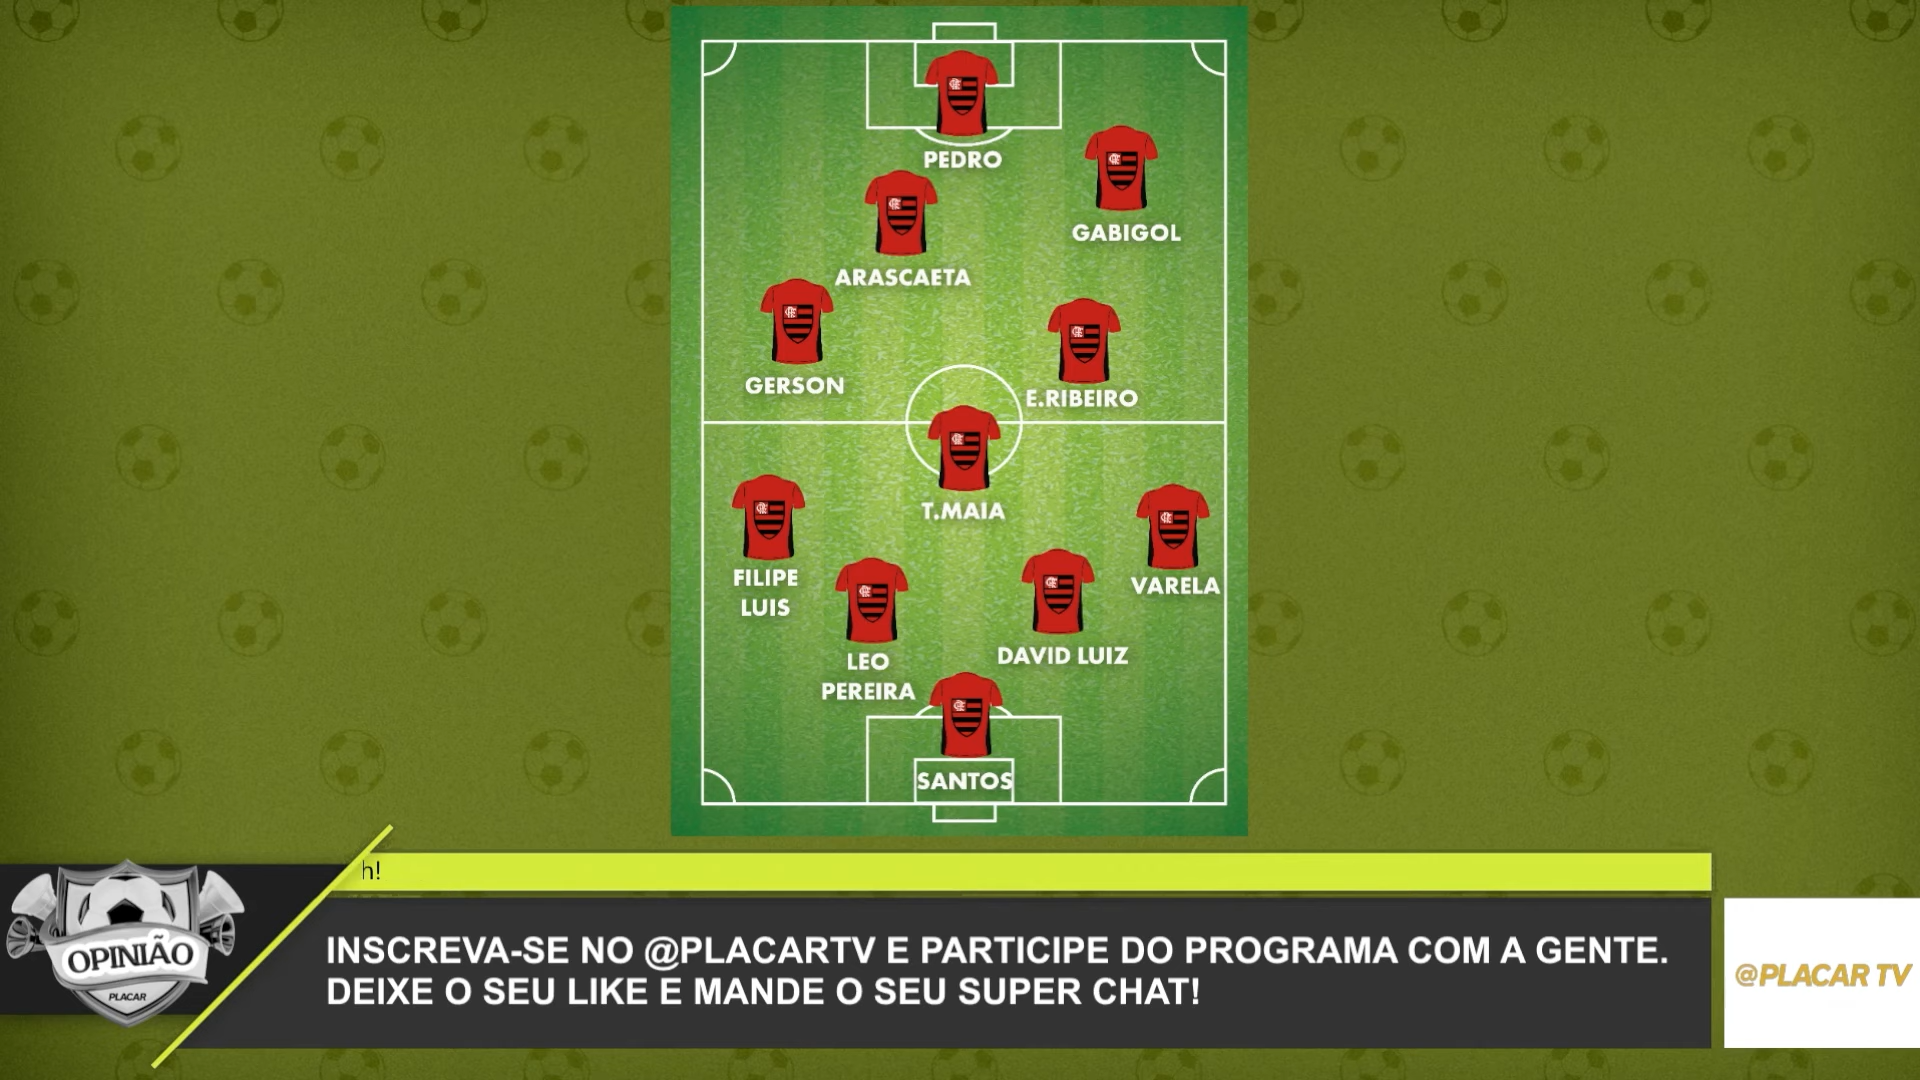 PEDRO
GABIGOL
ARASCAETA
GERSON
E.RIBEIRO
T.MAIA
FILIPE
LUIS
VARELA
LEO
PEREIRA
DAVID LUIZ
SANTOS
h!
OPINIÃO
PLACAR
INSCREVA-SE NO @PLACARTV E PARTICIPE DO PROGRAMA COM A GENTE.
DEIXE O SEU LIKE E MANDE O SEU SUPER CHAT!
@PLACAR TV